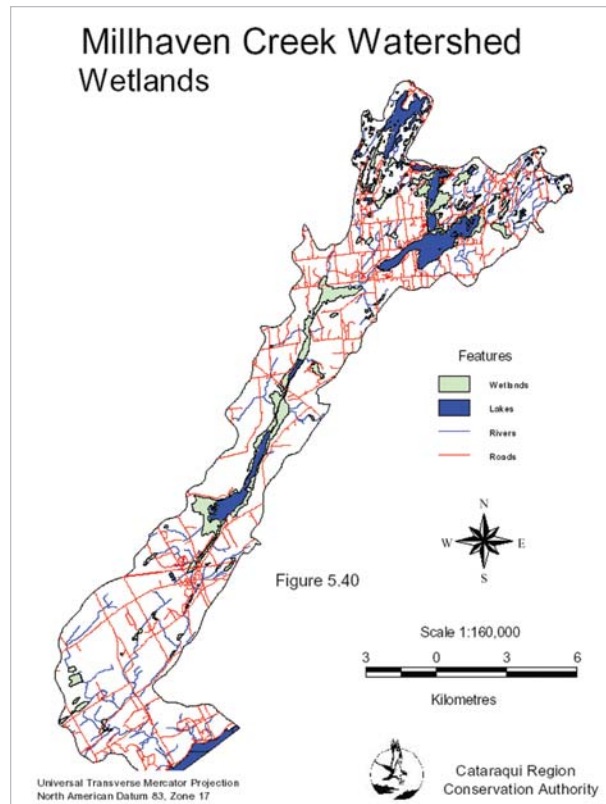 Millhaven Creek Watershed
Wetlands
Features
Wetlands
Lakes
Rivers
Roads
N
W E
S
Figure 5.40
Scale 1:160,000
3 0 3 6
Kilometres
Universal Transverse Mercator Projection
North American Datum 83, Zone 17
Cataraqui Region
Conservation Authority